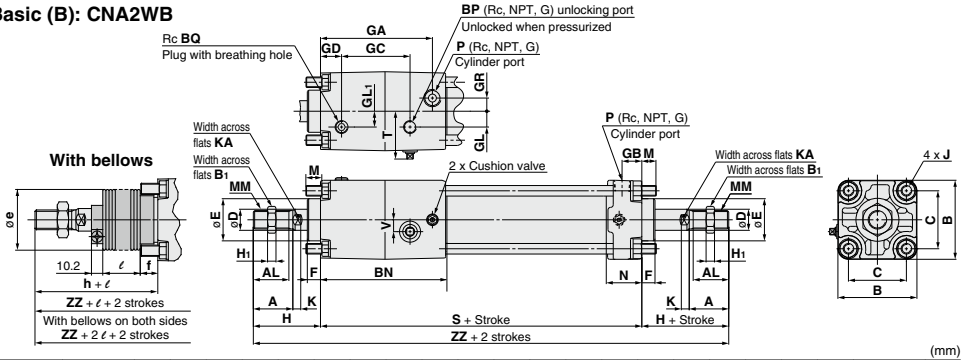 Basic (B): CNA2WB
BP (Rc, NPT, G) unlocking port
Unlocked when pressurized
P (Rc, NPT, G)
Cylinder port
Rc BQ
Plug with breathing hole
GA
GD
GC
GL1
T
GR
GL
P (Rc, NPT, G)
Cylinder port
Width across
flats KA
Width across
flats B1
MM
M
2 x Cushion valve
GB
M
Width across flats KA
Width across flats B1
MM
4 x J
With bellows
øe
10.2
ℓ
f
h + ℓ
ZZ + ℓ + 2 strokes
With bellows on both sides
ZZ + 2 ℓ + 2 strokes
øE
øD
V
H1
AL
F
BN
A
K
H
S + Stroke
ZZ + 2 strokes
N
F
K
A
AL
H1
øD
øE
H + Stroke
C
B
C
B
(mm)